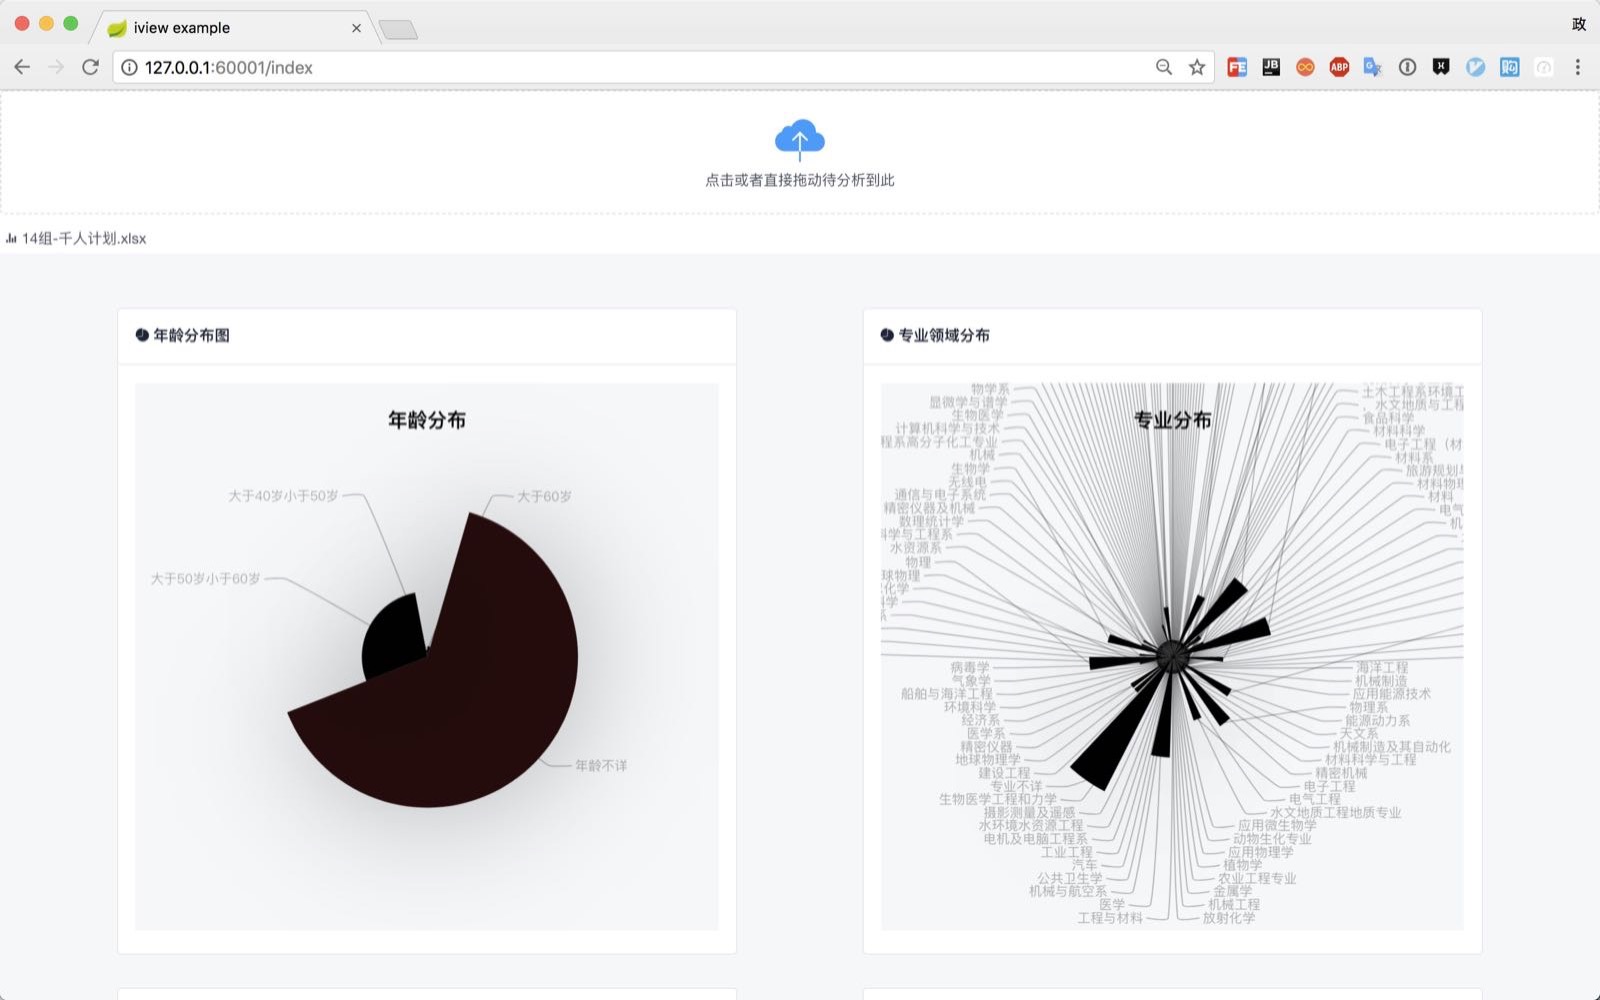 iview example
政
127.0.0.1:60001/index
FE
JB
ABP
点击或者直接拖动待分析到此
14组-千人计划.xlsx
年龄分布图
年龄分布
大于40岁小于50岁
大于60岁
大于50岁小于60岁
年龄不详
专业领域分布
专业分布
物学系
显微学与谱学
生物医学
计算机科学与技术
程系高分子化工专业
机械
生物学
无线电
通信与电子系统
精密仪器及机械
数理统计学
科学与工程系
水资源系
物理
球物理
化学
病毒学
气象学
船舶与海洋工程
环境科学
经济系
医学系
精密仪器
地球物理学
建设工程
专业不详
生物医学工程和力学
摄影测量及遥感
水环境水资源工程
电机及电脑工程系
工业工程
汽车
公共卫生学
机械与航空系
医学
工程与材料
土木工程系环境工
，水文地质与工程
食品科学
材料科学
电子工程（材
材料系
旅游规划与
材料物理
材料
电气
机
海洋工程
机械制造
应用能源技术
物理系
能源动力系
天文系
机械制造及其自动化
材料科学与工程
精密机械
电子工程
电气工程
水文地质工程地质专业
应用微生物学
动物生化专业
应用物理学
植物学
农业工程专业
金属学
机械工程
放射化学